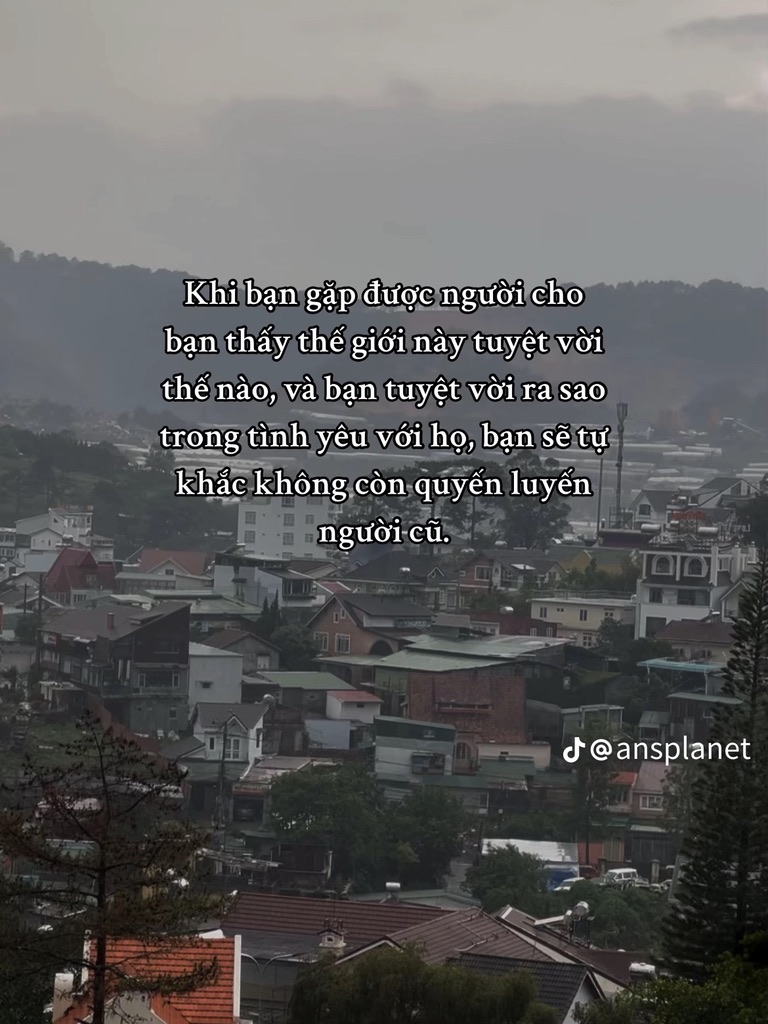 Khi bạn gặp được người cho
bạn thấy thế giới này tuyệt vời
thế nào, và bạn tuyệt vời ra sao
trong tình yêu với họ, bạn sẽ tự
khắc không còn quyến luyến
người cũ.
@ansplanet